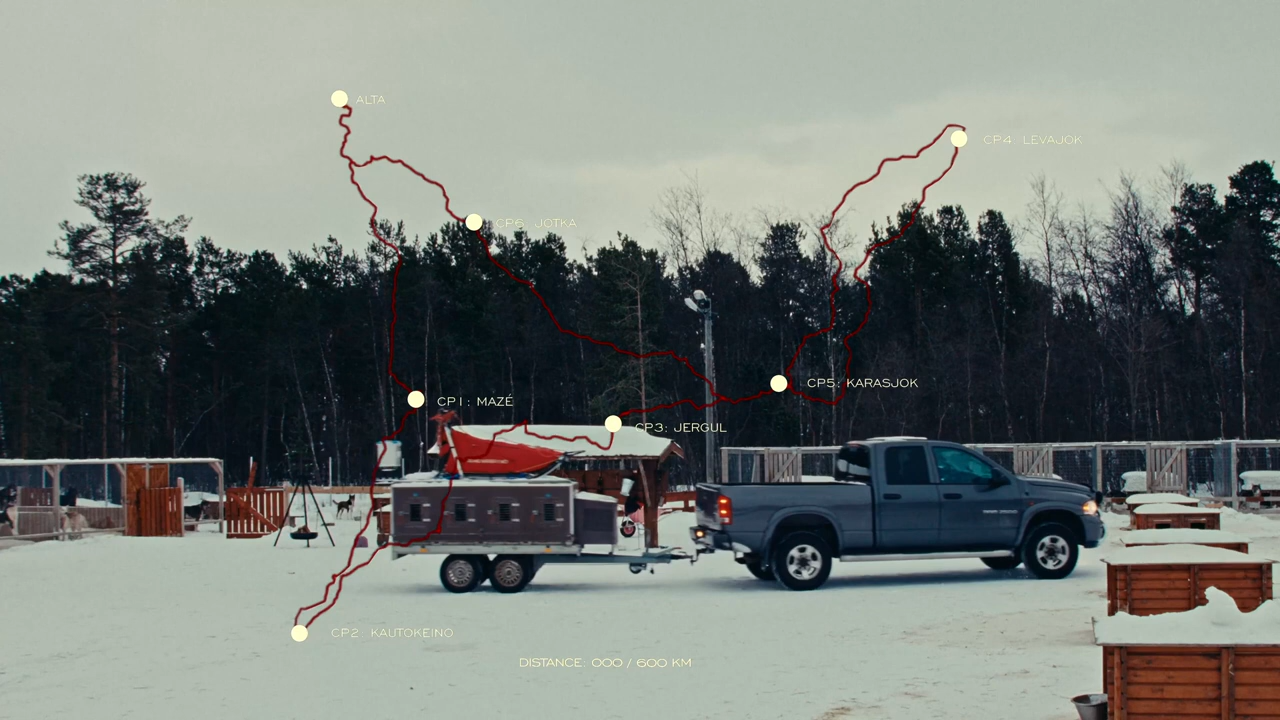 ALTA
CP4: LEVAJOK
CP6: JOTKA
CP5: KARASJOK
CP1: MAZÉ
CP3: JERGUL
CP2: KAUTOKEINO
DISTANCE: 000 / 600 KM